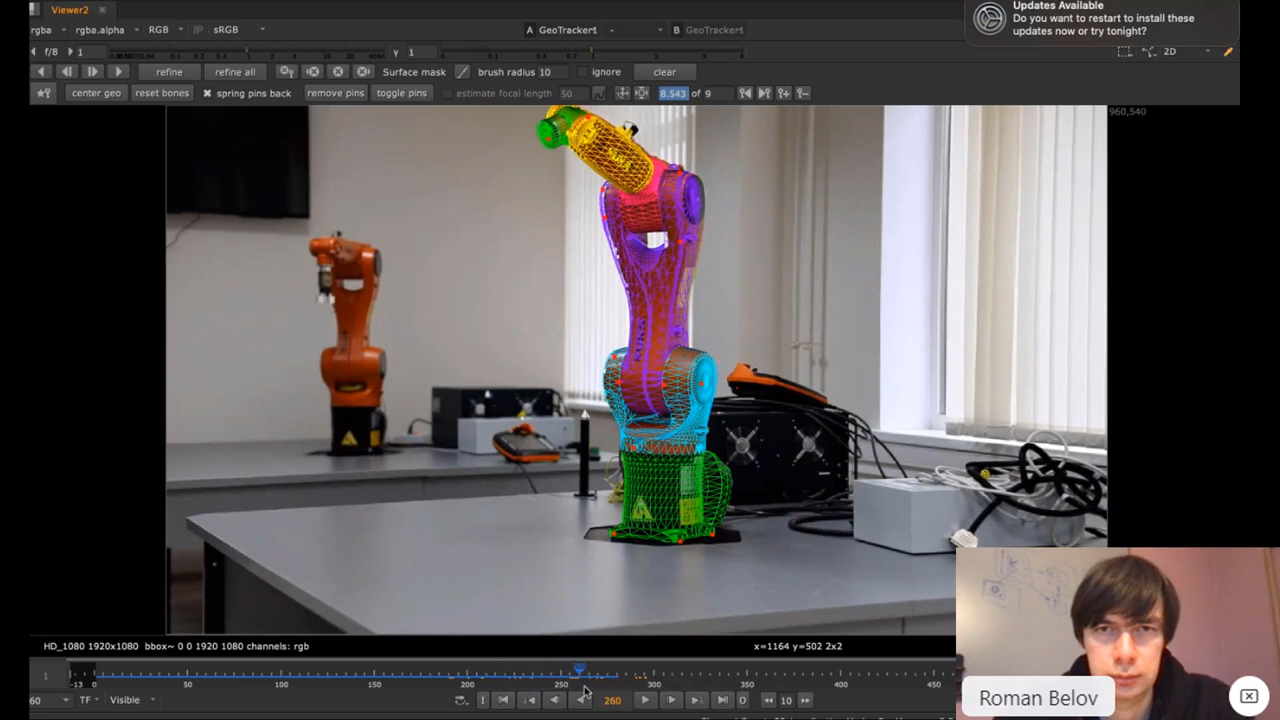 Viewer2
Updates Available
Do you want to restart to install these
updates now or try tonight?
rgba rgba.alpha RGB IP sRGB A GeoTracker1 - B GeoTracker1
f/8 1 Y 1 2D
refine refine all Surface mask brush radius 10 ignore clear
center geo reset bones spring pins back remove pins toggle pins estimate focal length 50 8.543 of 9
960,540
KUKA
HD_1080 1920x1080 bbox~ 0 0 1920 1080 channels: rgb x=1164 y=502 2x2
260
1 -13 0 50 100 150 200 250 300 350 400 450
60 TF Visible I 260 O 10
Roman Belov